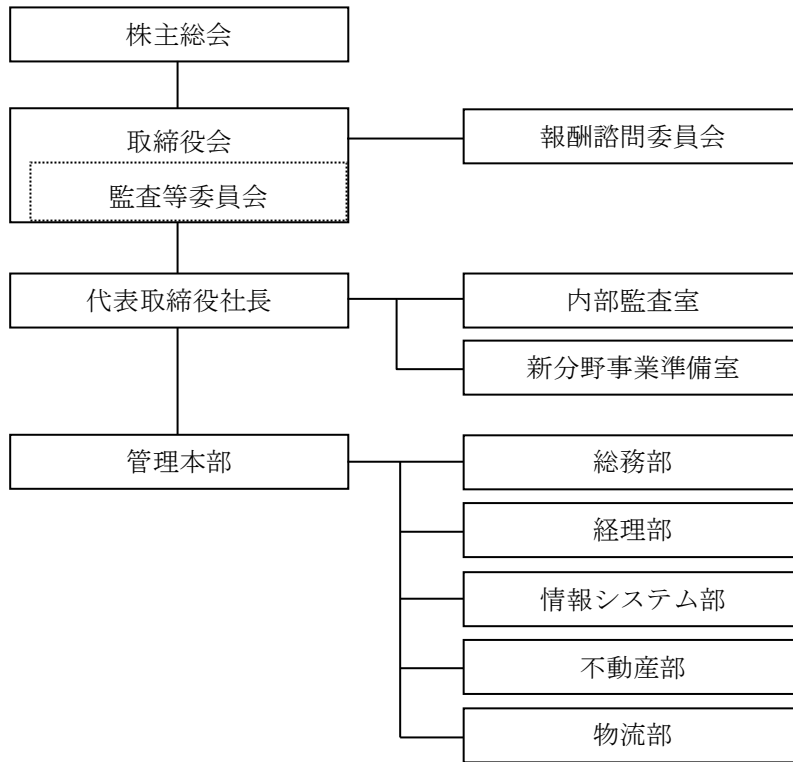 株主総会
取締役会
報酬諮問委員会
監査等委員会
代表取締役社長
内部監査室
新分野事業準備室
管理本部
総務部
経理部
情報システム部
不動産部
物流部